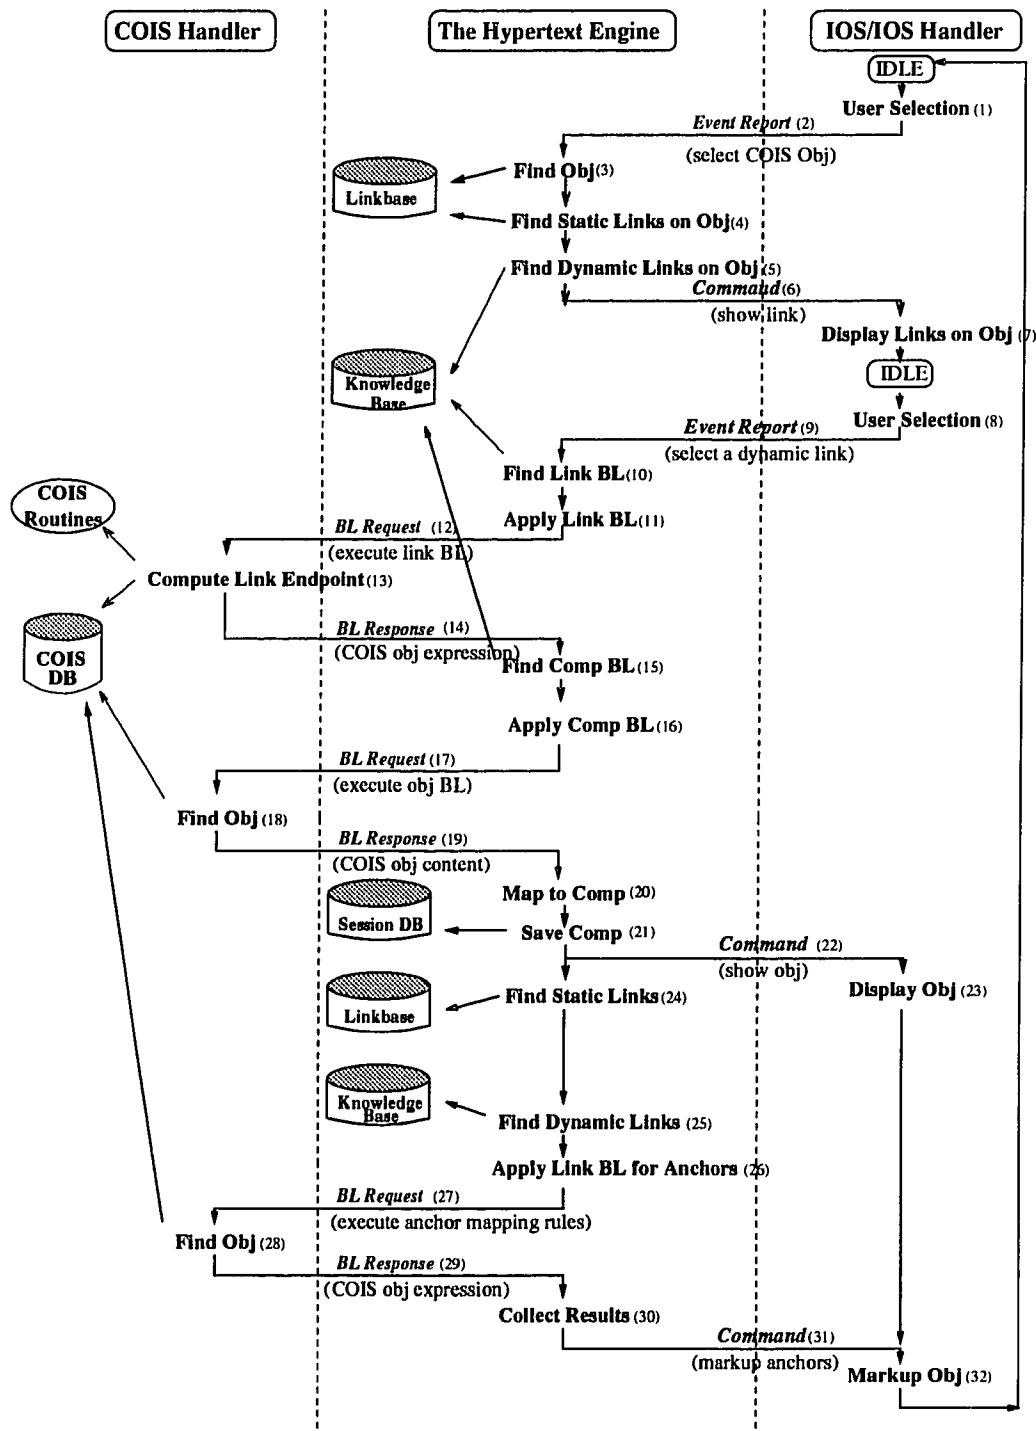 COIS Handler
The Hypertext Engine
IOS/IOS Handler
IDLE
User Selection (1)
Event Report (2)
(select COIS Obj)
Find Obj(3)
Linkbase
Find Static Links on Obj(4)
Find Dynamic Links on Obj(5)
Command(6)
(show link)
Display Links on Obj (7)
Knowledge
Base
IDLE
User Selection (8)
Event Report (9)
(select a dynamic link)
Find Link BL(10)
COIS
Routines
Apply Link BL(11)
BL Request (12)
(execute link BL)
Compute Link Endpoint(13)
BL Response (14)
(COIS obj expression)
COIS
DB
Find Comp BL(15)
Apply Comp BL(16)
BL Request(17)
(execute obj BL)
Find Obj(18)
BL Response (19)
(COIS obj content)
Map to Comp (20)
Session DB
Save Comp (21)
Command (22)
(show obj)
Find Static Links(24)
Display Obj (23)
Linkbase
Knowledge
Base
Find Dynamic Links (25)
Apply Link BL for Anchors(26)
BL Request (27)
(execute anchor mapping rules)
Find Obj(28)
BL Response(29)
(COIS obj expression)
Collect Results(30)
Command(31)
(markup anchors)
Markup Obj(32)